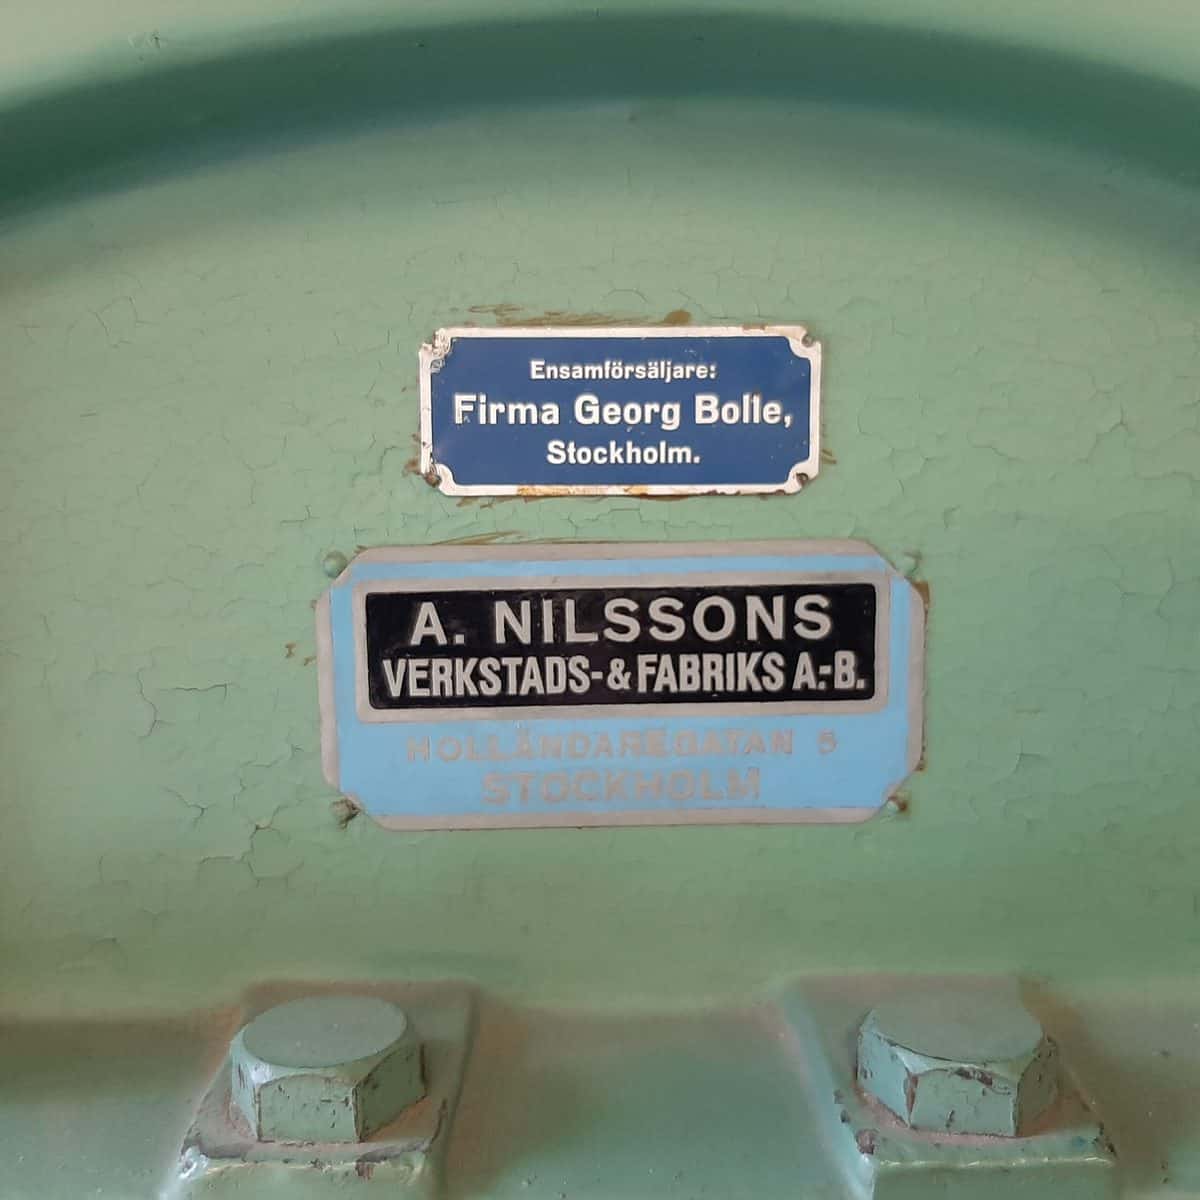 Ensamförsäljare:
Firma Georg Bolle,
Stockholm.
A. NILSSONS
VERKSTADS- & FABRIKS A.-B.
HOLLÄNDAREGATAN 5
STOCKHOLM